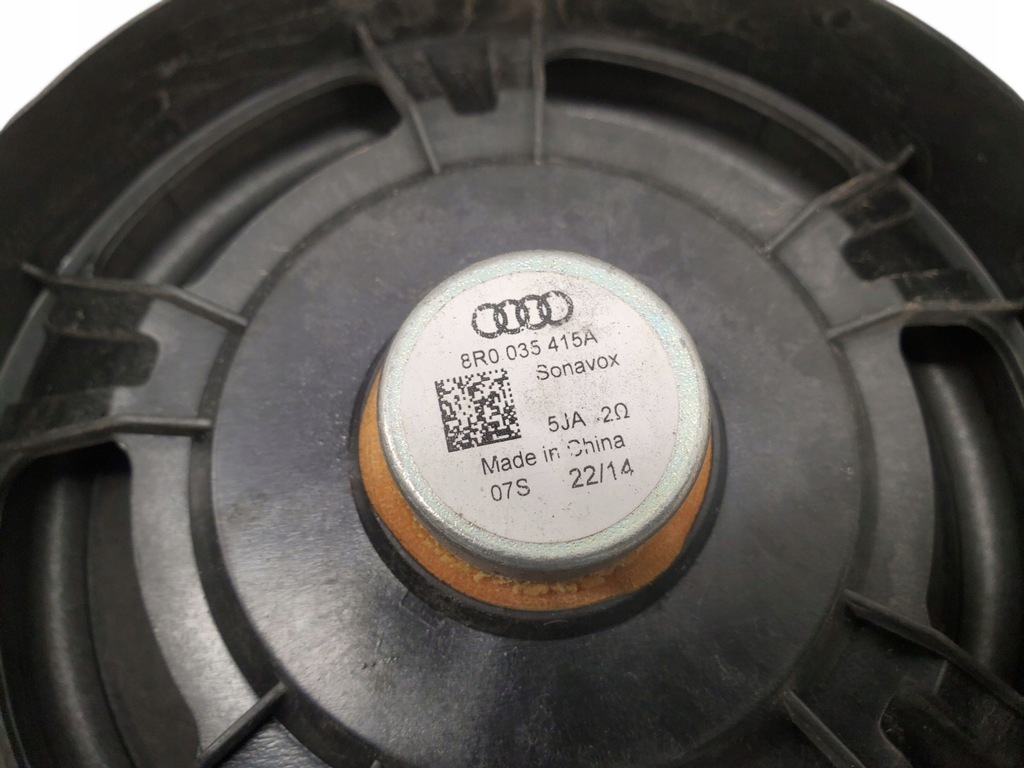 8R0 035 415A
Sonavox
5JA 2Ω
Made in China
07S 22/14